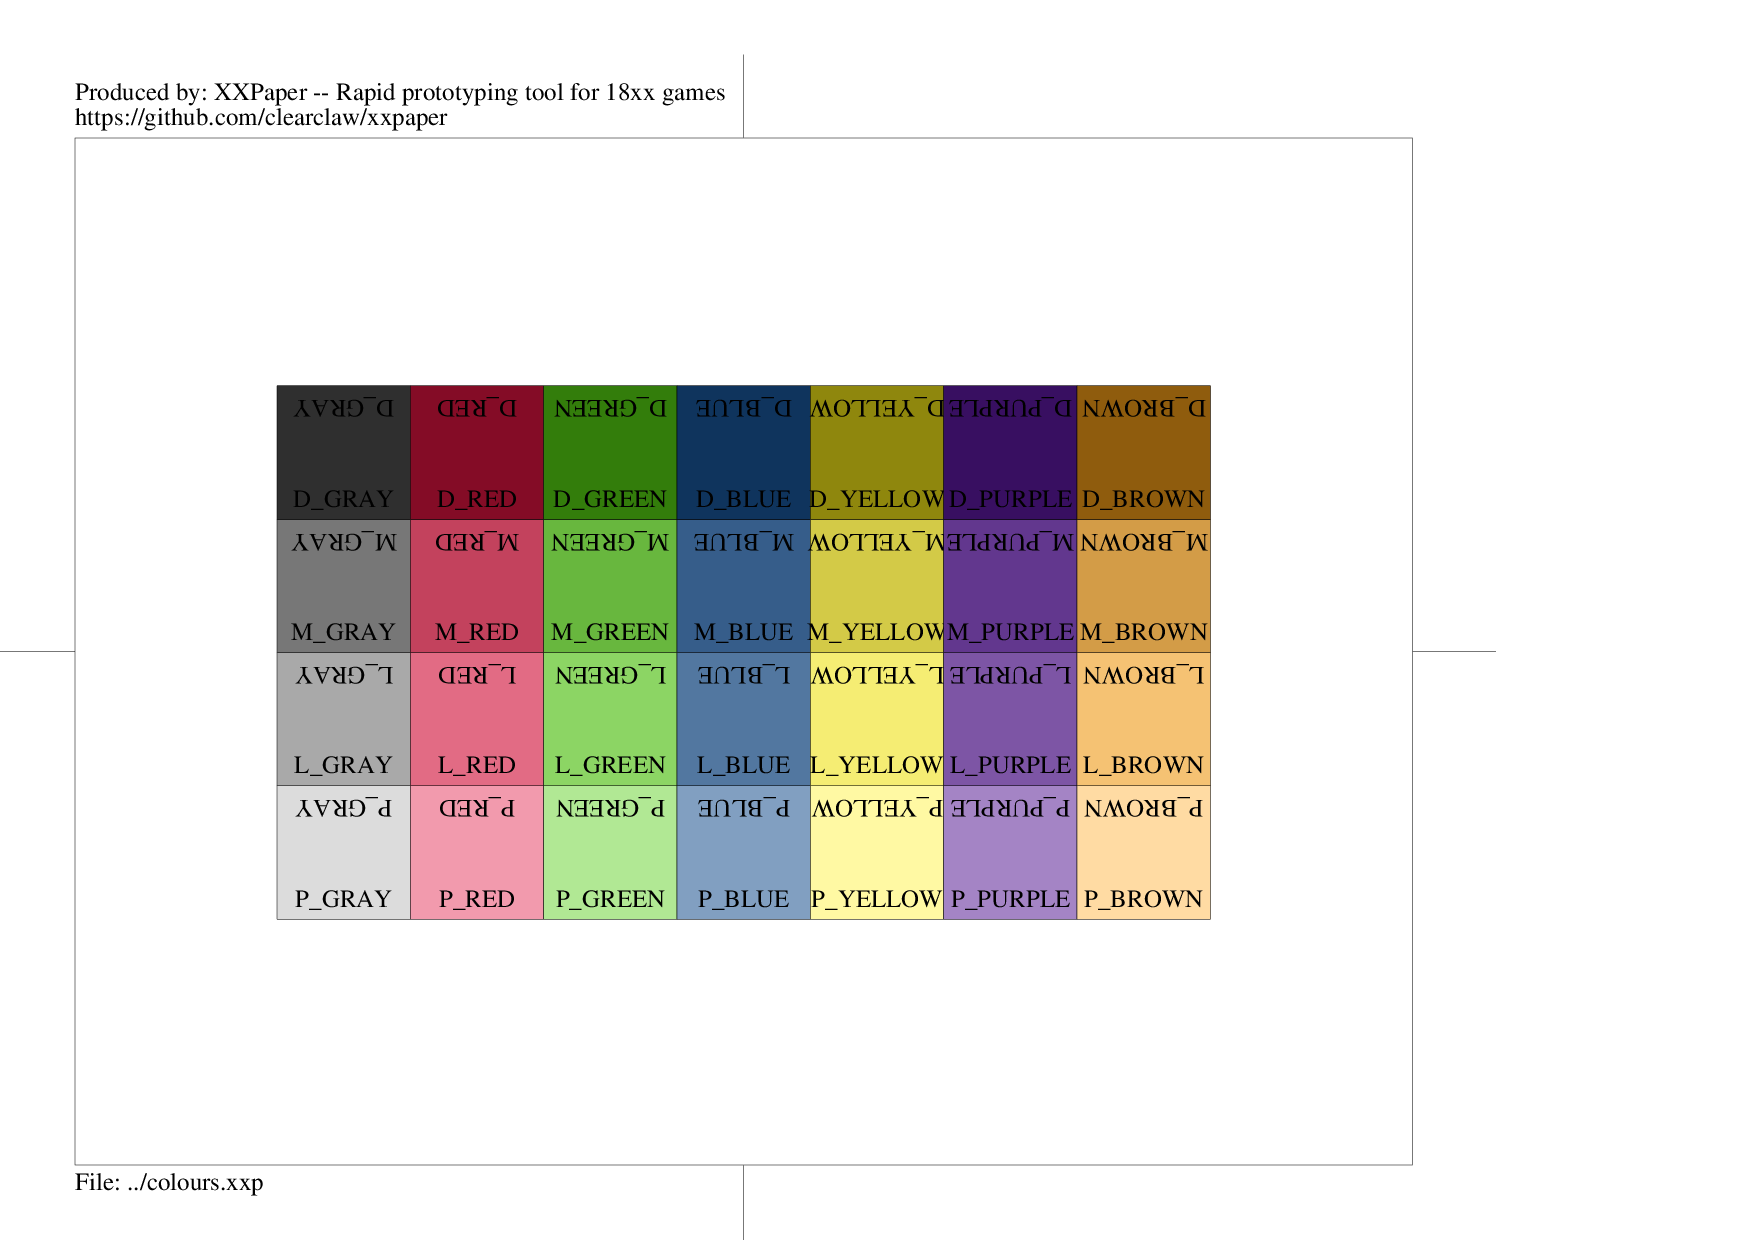 Produced by: XXPaper -- Rapid prototyping tool for 18xx games
https://github.com/clearclaw/xxpaper
D_GRAY D_RED D_GREEN D_BLUE D_YELLOW D_PURPLE D_BROWN
D_GRAY D_RED D_GREEN D_BLUE D_YELLOW D_PURPLE D_BROWN
M_GRAY M_RED M_GREEN M_BLUE M_YELLOW M_PURPLE M_BROWN
M_GRAY M_RED M_GREEN M_BLUE M_YELLOW M_PURPLE M_BROWN
L_GRAY L_RED L_GREEN L_BLUE L_YELLOW L_PURPLE L_BROWN
L_GRAY L_RED L_GREEN L_BLUE L_YELLOW L_PURPLE L_BROWN
P_GRAY P_RED P_GREEN P_BLUE P_YELLOW P_PURPLE P_BROWN
P_GRAY P_RED P_GREEN P_BLUE P_YELLOW P_PURPLE P_BROWN
File: ../colours.xxp